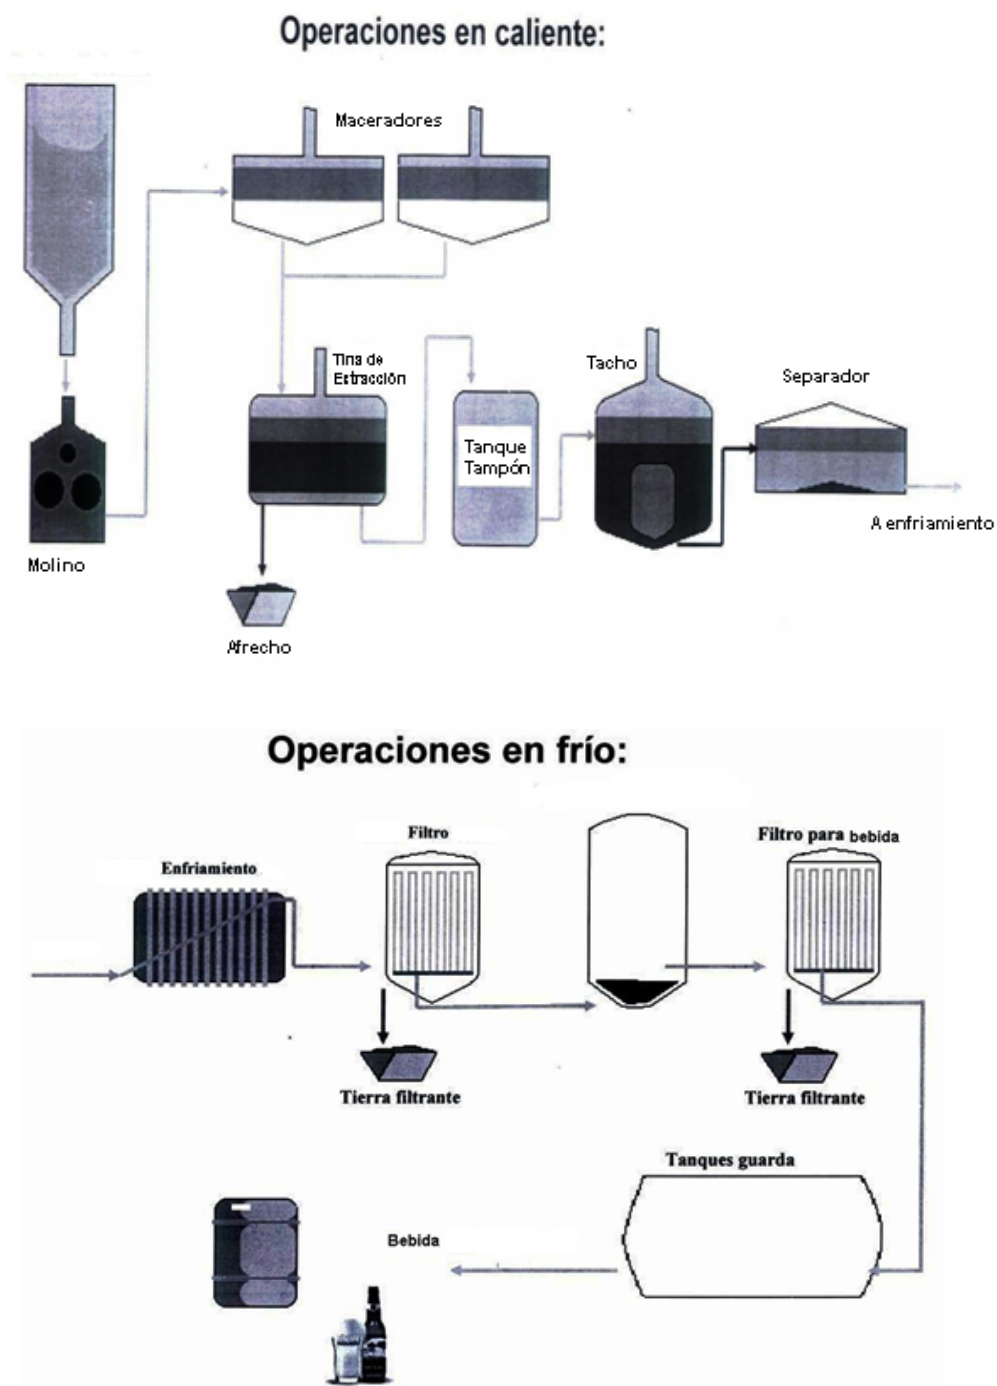 Operaciones en caliente:
Maceradores
Tina de
Estracción
Tacho
Separador
Tanque
Tampón
A enfriamiento
Molino
Afrecho
Operaciones en frío:
Filtro
Filtro para bebida
Enfriamiento
Tierra filtrante
Tierra filtrante
Tanques guarda
Bebida